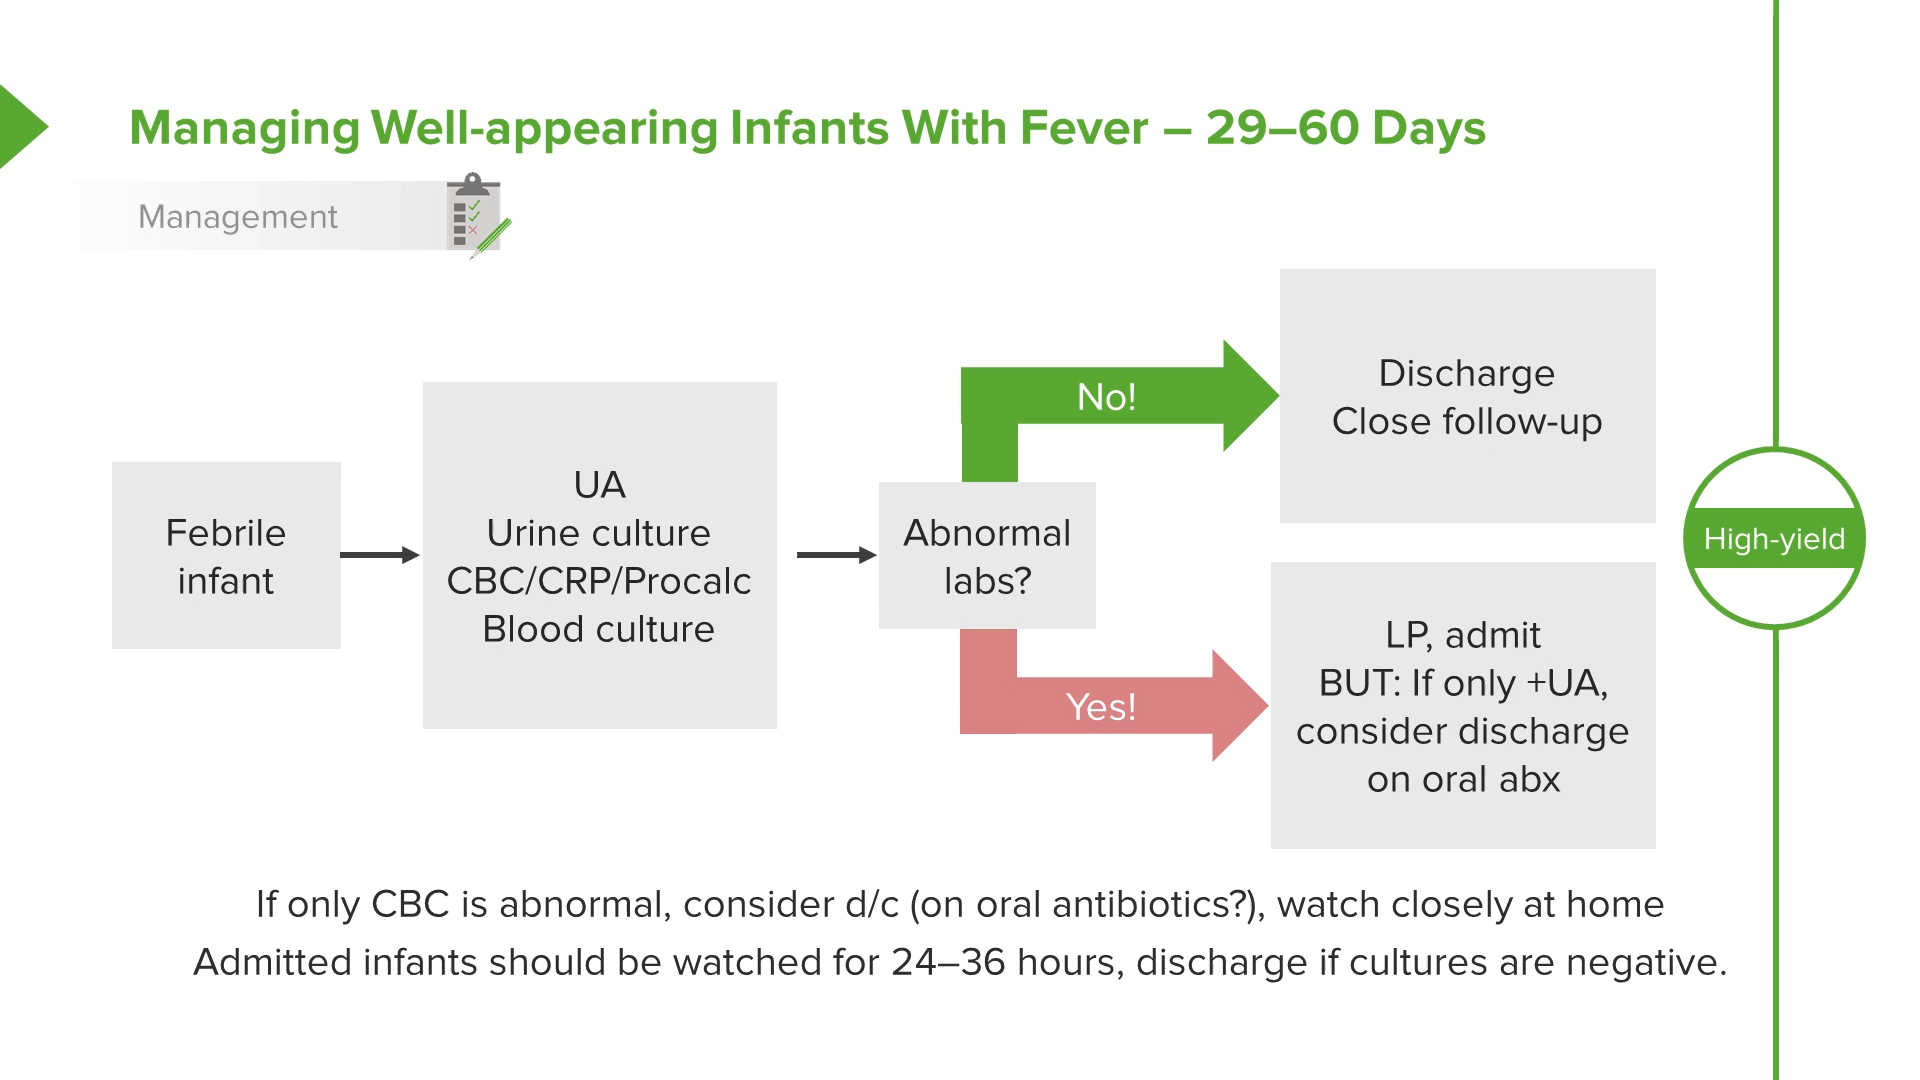 Managing Well-appearing Infants With Fever – 29–60 Days
Management
Febrile
infant
UA
Urine culture
CBC/CRP/Procalc
Blood culture
Abnormal
labs?
No!
Discharge
Close follow-up
Yes!
LP, admit
BUT: If only +UA,
consider discharge
on oral abx
High-yield
If only CBC is abnormal, consider d/c (on oral antibiotics?), watch closely at home
Admitted infants should be watched for 24–36 hours, discharge if cultures are negative.